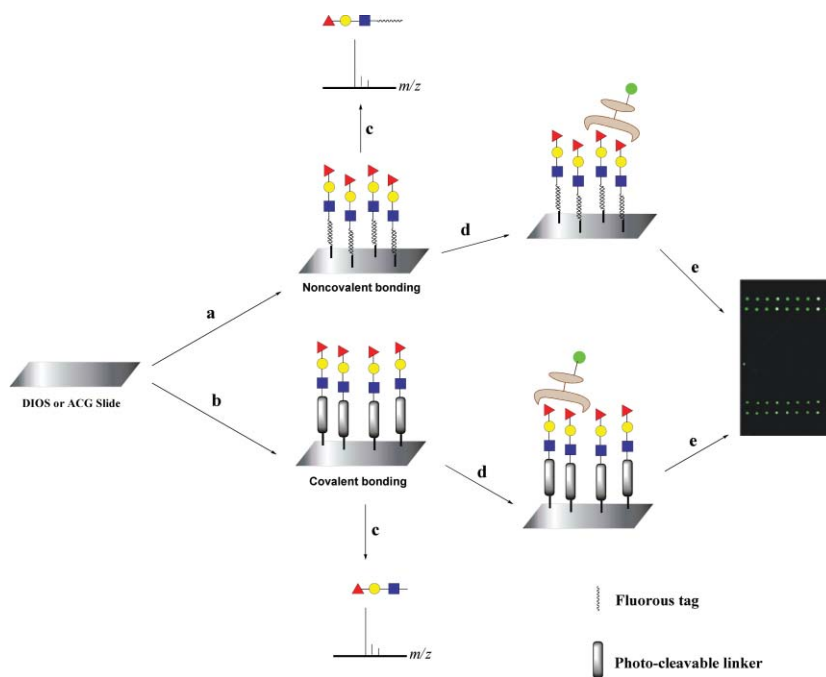 m/z
c
d
e
Noncovalent bonding
a
DIOS or ACG Slide
b
Covalent bonding
d
e
c
m/z
Fluorous tag
Photo-cleavable linker